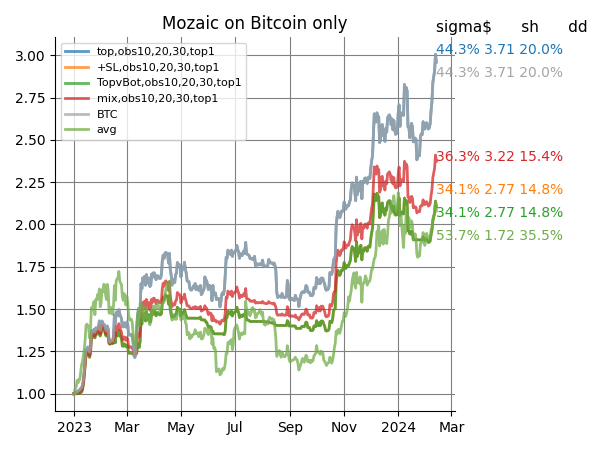 Mozaic on Bitcoin only
sigma$ sh dd
top,obs10,20,30,top1
+SL,obs10,20,30,top1
TopvBot,obs10,20,30,top1
mix,obs10,20,30,top1
BTC
avg
44.3% 3.71 20.0%
44.3% 3.71 20.0%
36.3% 3.22 15.4%
34.1% 2.77 14.8%
34.1% 2.77 14.8%
53.7% 1.72 35.5%
3.00
2.75
2.50
2.25
2.00
1.75
1.50
1.25
1.00
2023 Mar May Jul Sep Nov 2024 Mar